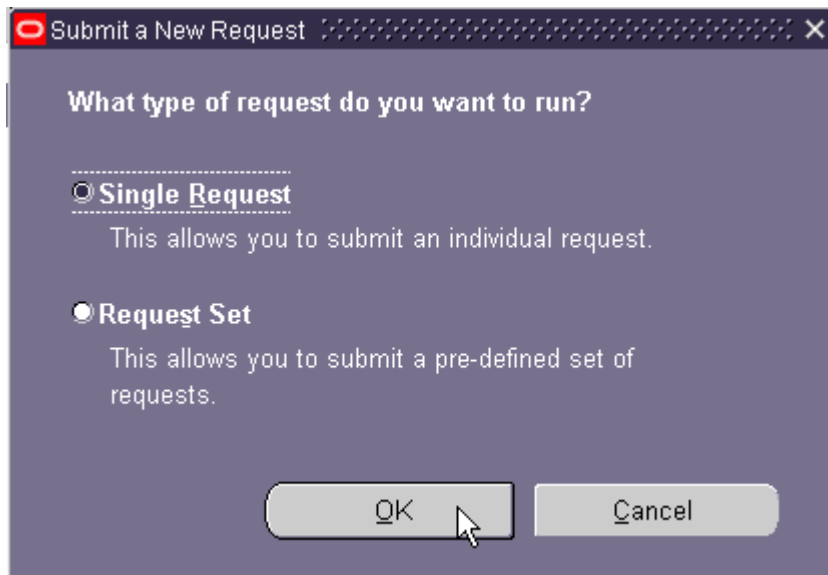 Submit a New Request
What type of request do you want to run?
Single Request
This allows you to submit an individual request.
Request Set
This allows you to submit a pre-defined set of
requests.
OK
Cancel